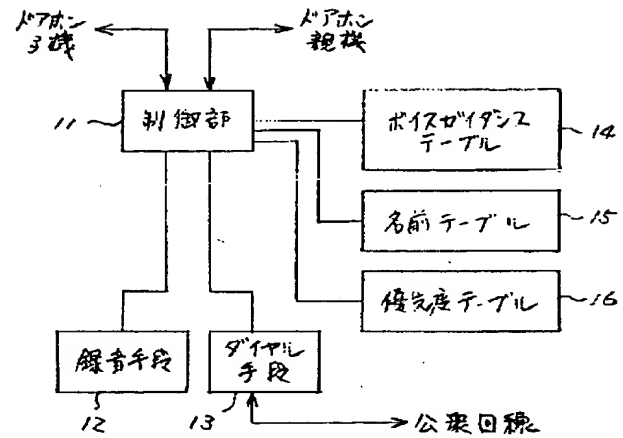 ドアホン
子機
ドアホン
親機
11
制御部
ボイスガイダンス
テーブル
14
名前テーブル
15
優先度テーブル
16
録音手段
12
ダイヤル
手段
13
公衆回線